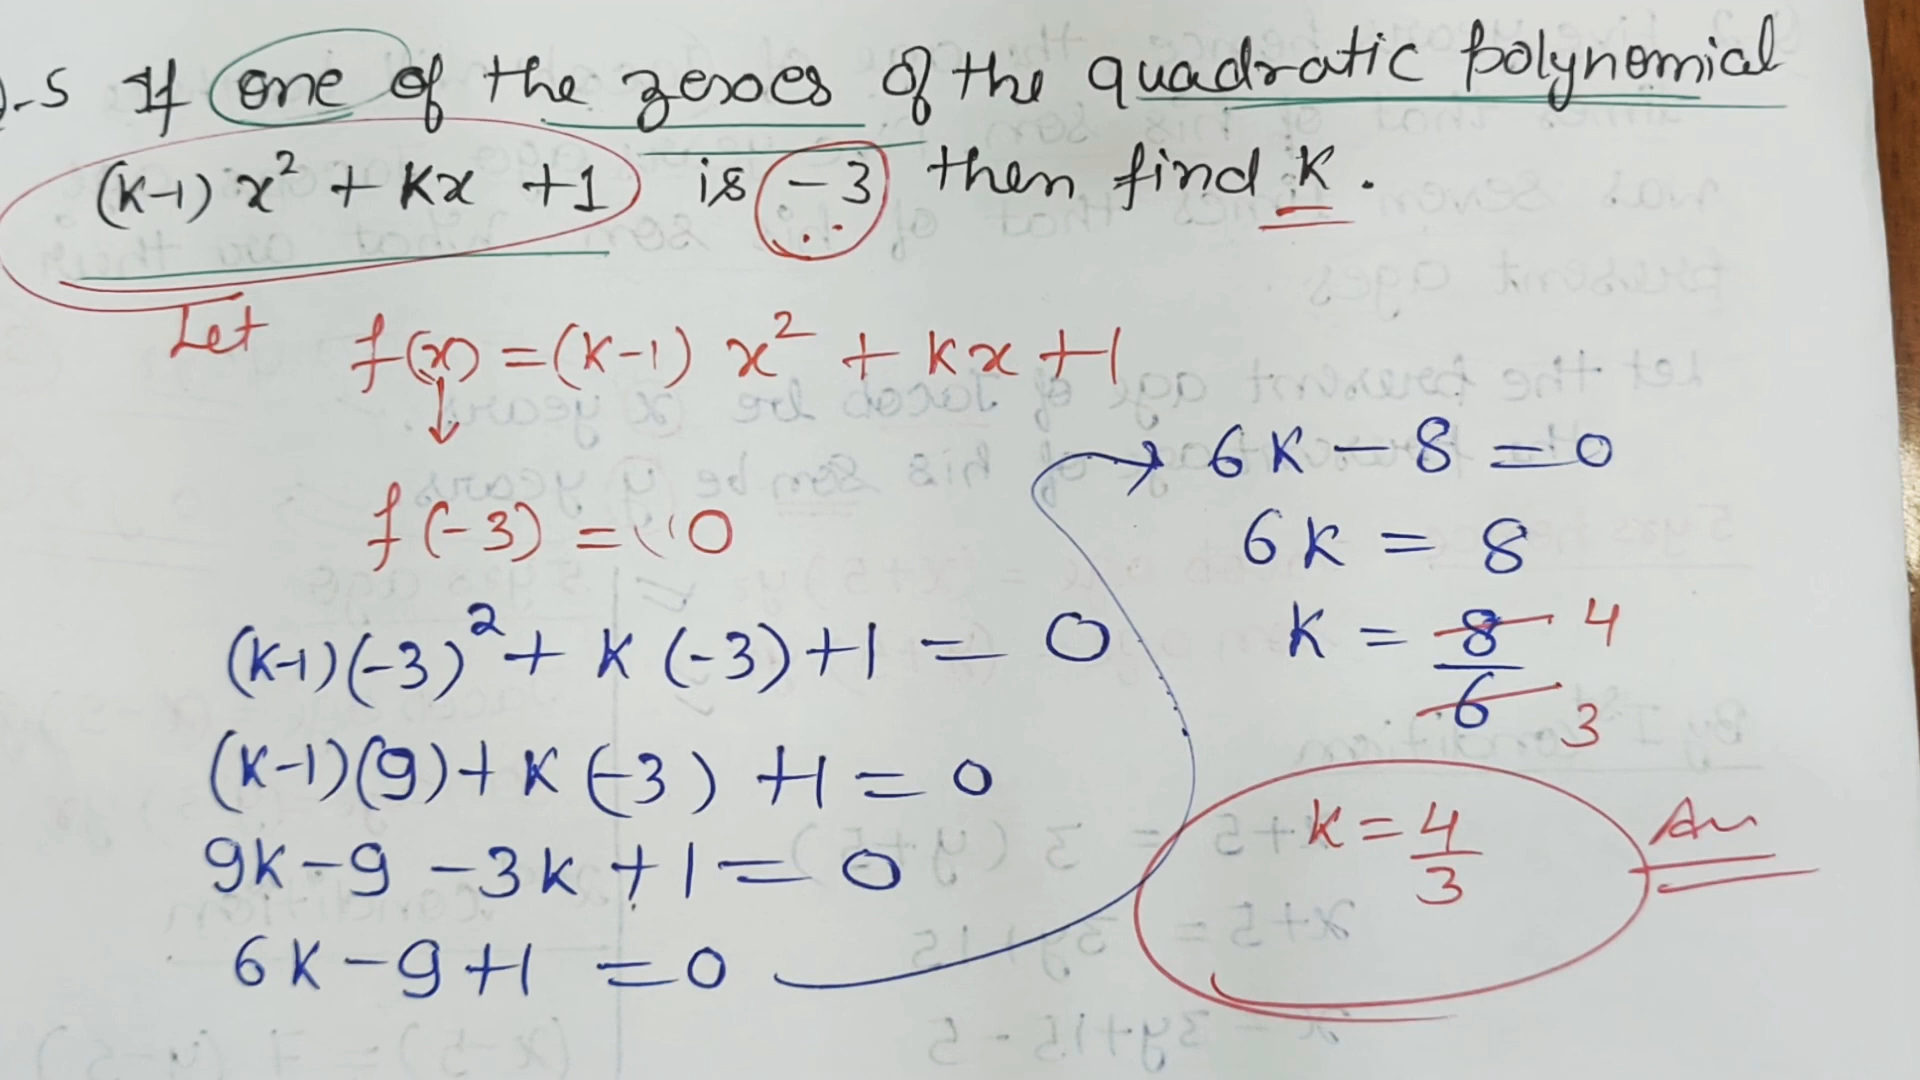 -5 If one of the zeroes of the quadratic polynomial
(k-1) x² + kx +1 is -3 then find k.
Let f(x) = (k-1) x² + kx +1
f(-3) = 0
(k-1)(-3)² + k (-3) +1 = 0
(k-1)(9) + k (-3) +1 = 0
9k - 9 - 3k + 1 = 0
6k - 9 + 1 = 0
6k - 8 = 0
6k = 8
k = 8/6 4 3
k = 4/3 An